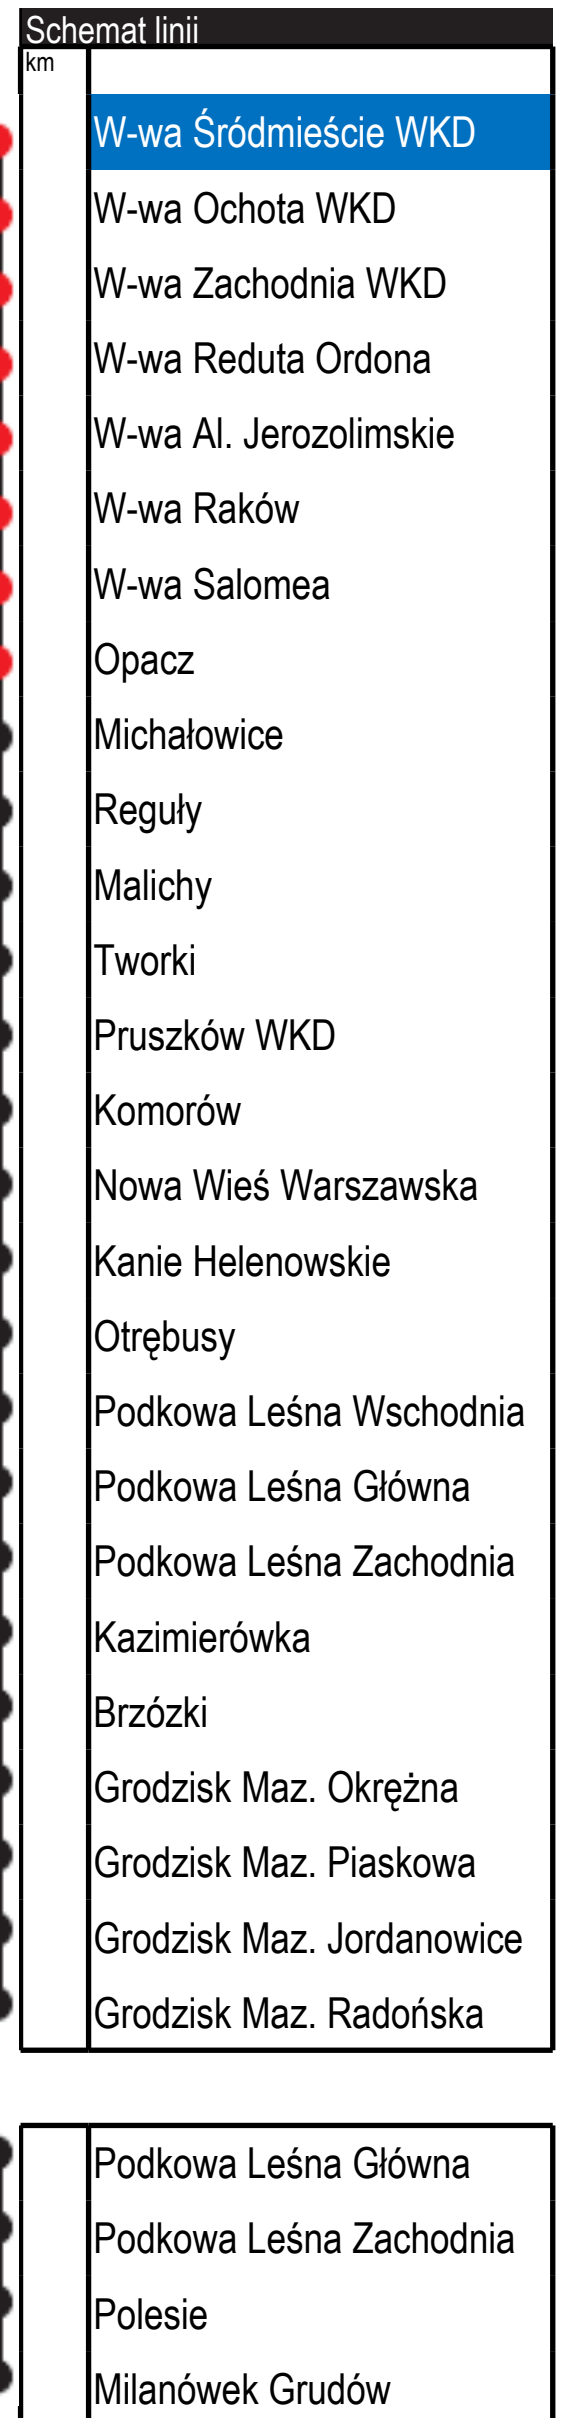 Schemat linii
km
W-wa Śródmieście WKD
W-wa Ochota WKD
W-wa Zachodnia WKD
W-wa Reduta Ordona
W-wa Al. Jerozolimskie
W-wa Raków
W-wa Salomea
Opacz
Michałowice
Reguły
Malichy
Tworki
Pruszków WKD
Komorów
Nowa Wieś Warszawska
Kanie Helenowskie
Otrębusy
Podkowa Leśna Wschodnia
Podkowa Leśna Główna
Podkowa Leśna Zachodnia
Kazimierówka
Brzózki
Grodzisk Maz. Okrężna
Grodzisk Maz. Piaskowa
Grodzisk Maz. Jordanowice
Grodzisk Maz. Radońska
Podkowa Leśna Główna
Podkowa Leśna Zachodnia
Polesie
Milanówek Grudów